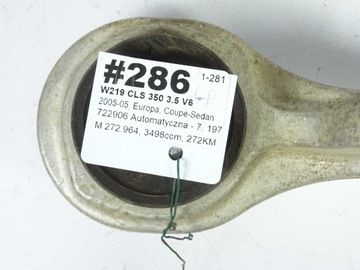 #286
1-281
W219 CLS 350 3.5 V6
2005-05, Europa, Coupe-Sedan
722906 Automatyczna - 7, 197
M 272.964, 3498ccm, 272KM